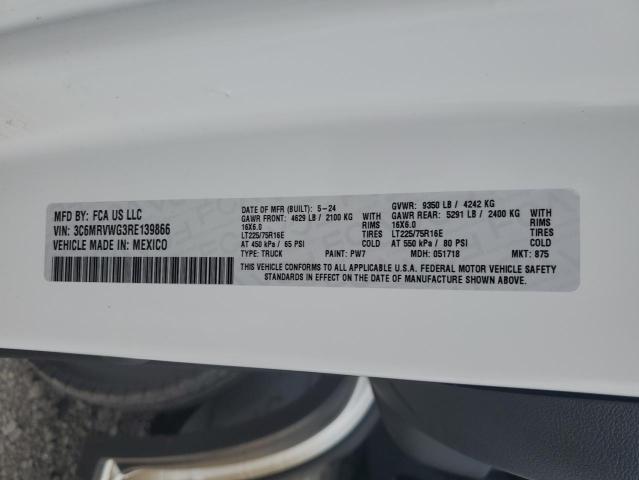 MFD BY: FCA US LLC
VIN: 3C6MRVWG3RE139866
VEHICLE MADE IN: MEXICO
DATE OF MFR (BUILT): 5-24
GAWR FRONT: 4629 LB / 2100 KG
16X6.0
LT225/75R16E
AT 450 kPa / 65 PSI
TYPE: TRUCK PAINT: PW7
WITH
RIMS
TIRES
COLD
GVWR: 9350 LB / 4242 KG
GAWR REAR: 5291 LB / 2400 KG
16X6.0
LT225/75R16E
AT 550 kPa / 80 PSI
MDH: 051718 MKT: 875
WITH
RIMS
TIRES
COLD
THIS VEHICLE CONFORMS TO ALL APPLICABLE U.S.A. FEDERAL MOTOR VEHICLE SAFETY
STANDARDS IN EFFECT ON THE DATE OF MANUFACTURE SHOWN ABOVE.